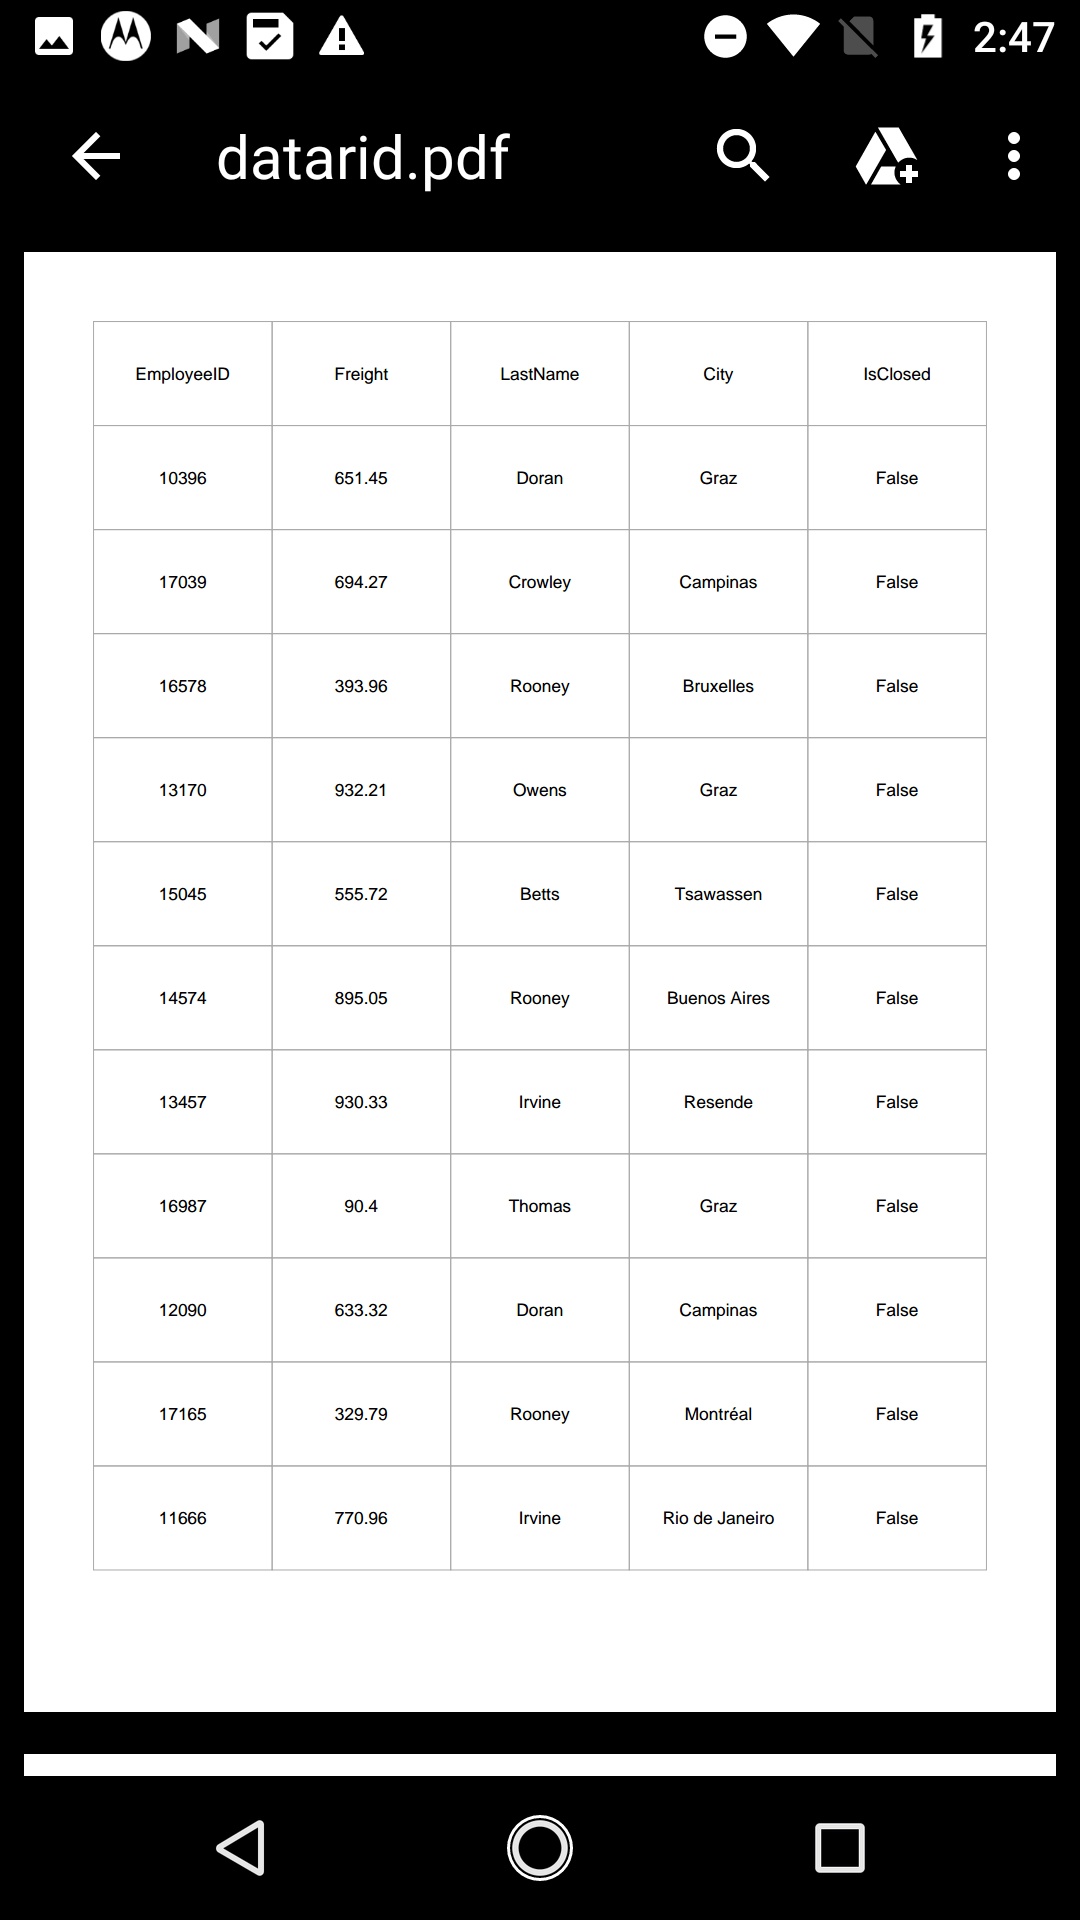 2:47
datarid.pdf
EmployeeID Freight LastName City IsClosed
10396 651.45 Doran Graz False
17039 694.27 Crowley Campinas False
16578 393.96 Rooney Bruxelles False
13170 932.21 Owens Graz False
15045 555.72 Betts Tsawassen False
14574 895.05 Rooney Buenos Aires False
13457 930.33 Irvine Resende False
16987 90.4 Thomas Graz False
12090 633.32 Doran Campinas False
17165 329.79 Rooney Montréal False
11666 770.96 Irvine Rio de Janeiro False